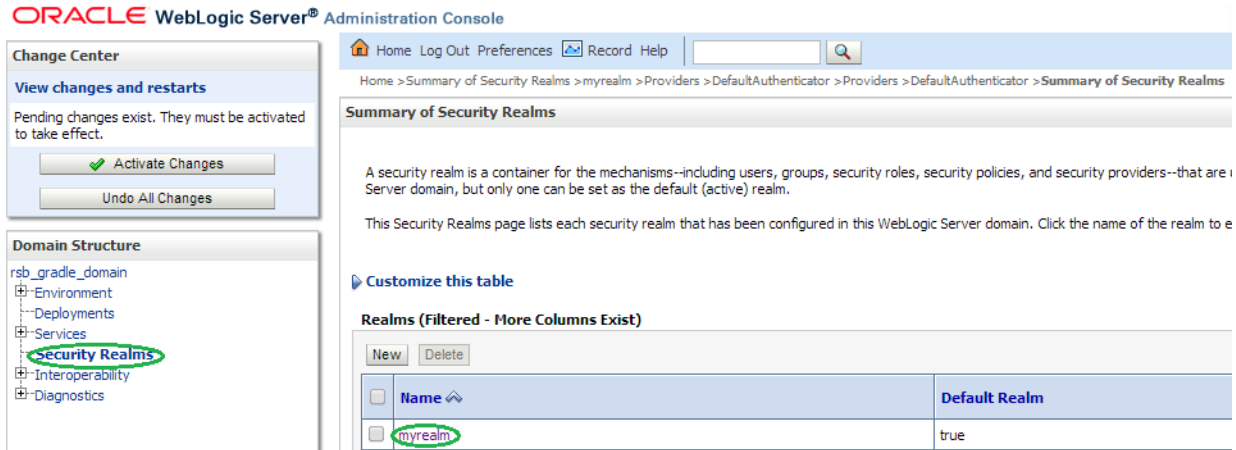 ORACLE WebLogic Server® Administration Console
Change Center
View changes and restarts
Pending changes exist. They must be activated
to take effect.
Activate Changes
Undo All Changes
Domain Structure
rsb_gradle_domain
Environment
Deployments
Services
Security Realms
Interoperability
Diagnostics
Home Log Out Preferences Record Help
Home >Summary of Security Realms >myrealm >Providers >DefaultAuthenticator >Providers >DefaultAuthenticator >Summary of Security Realms
Summary of Security Realms
A security realm is a container for the mechanisms--including users, groups, security roles, security policies, and security providers--that are
Server domain, but only one can be set as the default (active) realm.
This Security Realms page lists each security realm that has been configured in this WebLogic Server domain. Click the name of the realm to
Customize this table
Realms (Filtered - More Columns Exist)
New Delete
Name Default Realm
myrealm true